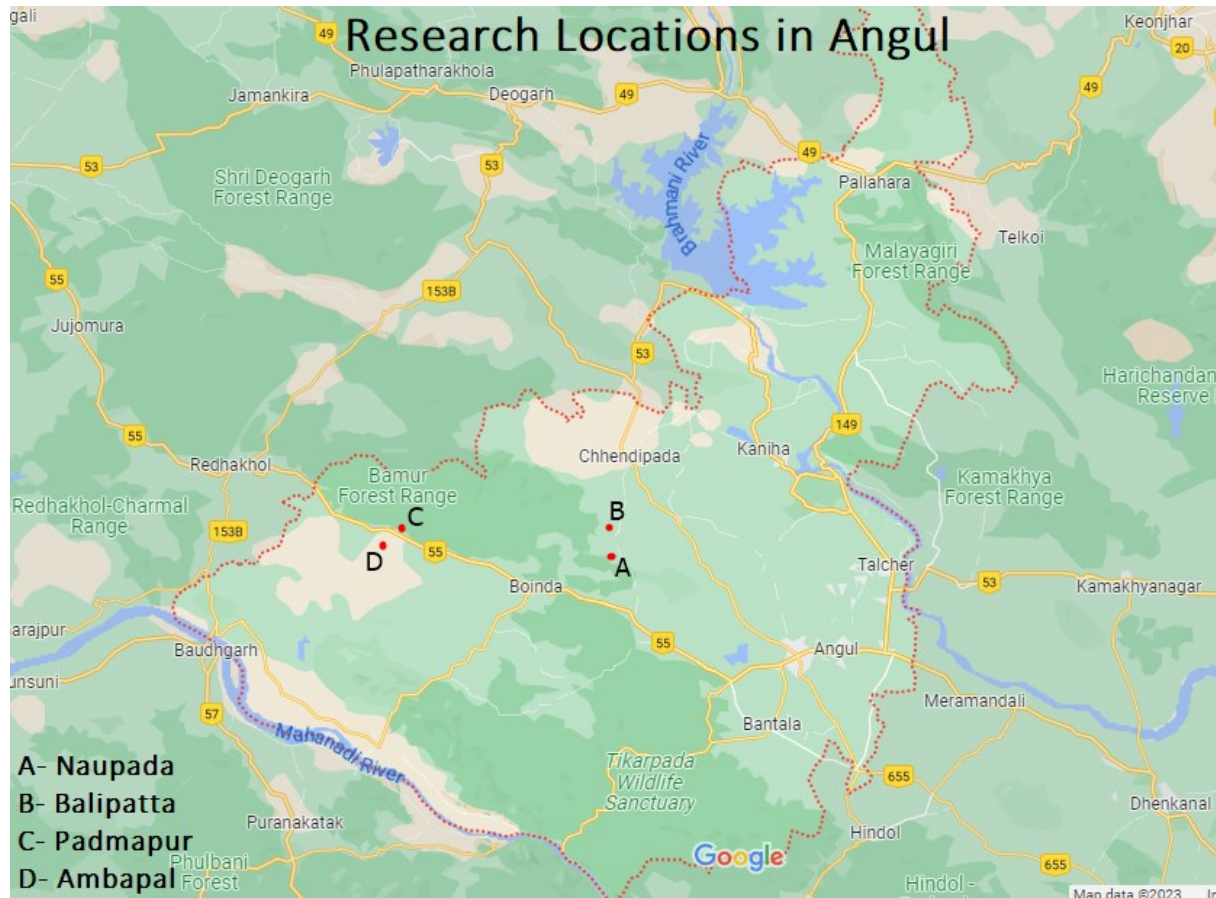 gali
49
Research Locations in Angul
Keonjhar
20
Phulapatharakhola
Jamankira
Deogarh
49
49
53
53
49
Shri Deogarh
Forest Range
Brahmani River
Pallahara
Telkoi
Malayagiri
Forest Range
55
153B
Jujomura
53
Harichandan
Reserve
55
149
Redhakhol
Chhendipada
Kaniha
Bamur
Forest Range
Kamakhya
Forest Range
Redhakhol-Charmal
Range
153B
C
B
D
55
A
Boinda
Talcher
53
Kamakhyanagar
arajpur
Baudhgarh
55
Angul
unsuni
57
Meramandali
Bantala
Mahanadi River
Tikarpada
Wildlife
Sanctuary
A- Naupada
B- Balipatta
C- Padmapur
D- Ambapal
655
Dhenkanal
Puranakatak
Hindol
Phulbani
Forest
Google
655
Hindol -
Map data ©2023